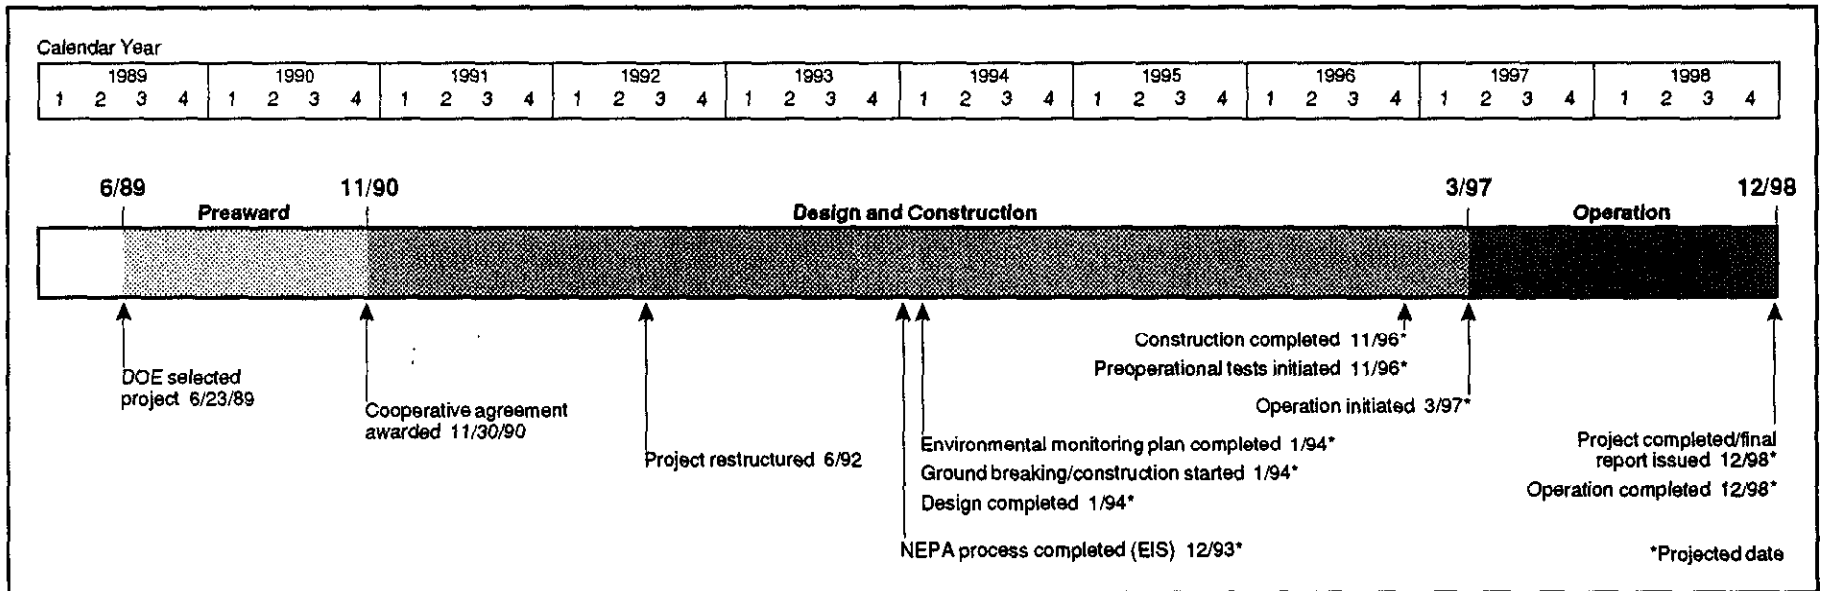 Calendar Year
1989 1990 1991 1992 1993 1994 1995 1996 1997 1998
1 2 3 4 1 2 3 4 1 2 3 4 1 2 3 4 1 2 3 4 1 2 3 4 1 2 3 4 1 2 3 4 1 2 3 4 1 2 3 4
6/89 11/90 3/97 12/98
Preaward Design and Construction Operation
DOE selected
project 6/23/89
Cooperative agreement
awarded 11/30/90
Project restructured 6/92
Construction completed 11/96*
Preoperational tests initiated 11/96*
Operation initiated 3/97*
Environmental monitoring plan completed 1/94*
Ground breaking/construction started 1/94*
Design completed 1/94*
NEPA process completed (EIS) 12/93*
Project completed/final
report issued 12/98*
Operation completed 12/98*
*Projected date